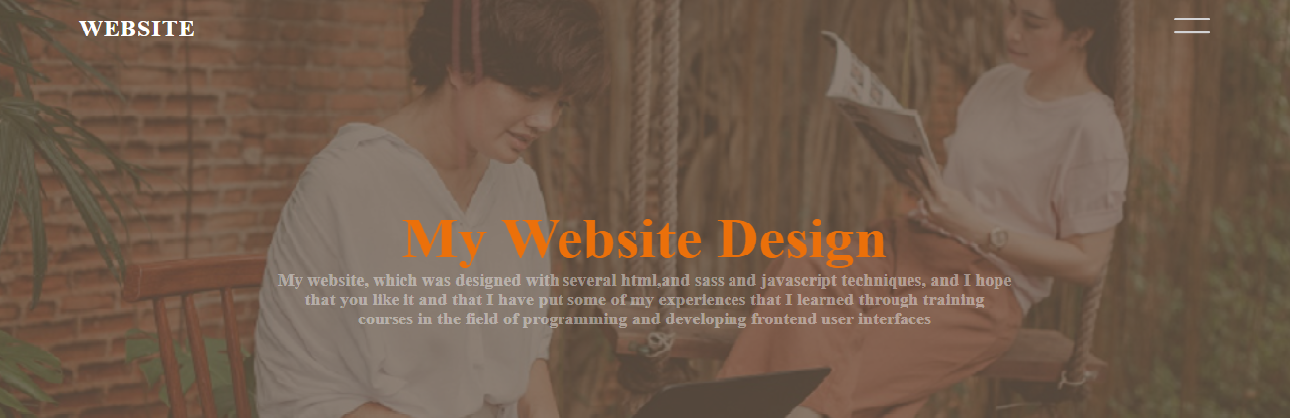 WEBSITE
My Website Design
My website, which was designed with several html,and sass and javascript techniques, and I hope
that you like it and that I have put some of my experiences that I learned through training
courses in the field of programming and developing frontend user interfaces